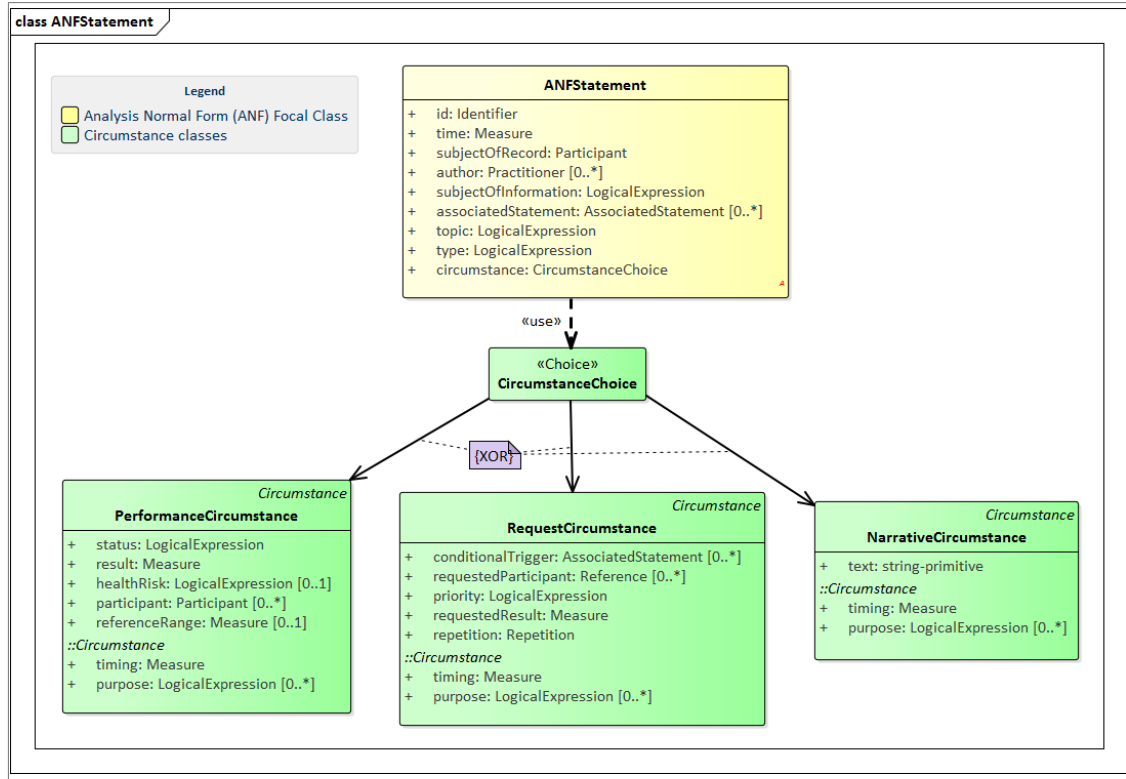 class ANFStatement
Legend
Analysis Normal Form (ANF) Focal Class
Circumstance classes
ANFStatement
+ id: Identifier
+ time: Measure
+ subjectOfRecord: Participant
+ author: Practitioner [0..*]
+ subjectOfInformation: LogicalExpression
+ associatedStatement: AssociatedStatement [0..*]
+ topic: LogicalExpression
+ type: LogicalExpression
+ circumstance: CircumstanceChoice
A
«use»
«Choice»
CircumstanceChoice
{XOR}
Circumstance
PerformanceCircumstance
+ status: LogicalExpression
+ result: Measure
+ healthRisk: LogicalExpression [0..1]
+ participant: Participant [0..*]
+ referenceRange: Measure [0..1]
::Circumstance
+ timing: Measure
+ purpose: LogicalExpression [0..*]
Circumstance
RequestCircumstance
+ conditionalTrigger: AssociatedStatement [0..*]
+ requestedParticipant: Reference [0..*]
+ priority: LogicalExpression
+ requestedResult: Measure
+ repetition: Repetition
::Circumstance
+ timing: Measure
+ purpose: LogicalExpression [0..*]
Circumstance
NarrativeCircumstance
+ text: string-primitive
::Circumstance
+ timing: Measure
+ purpose: LogicalExpression [0..*]